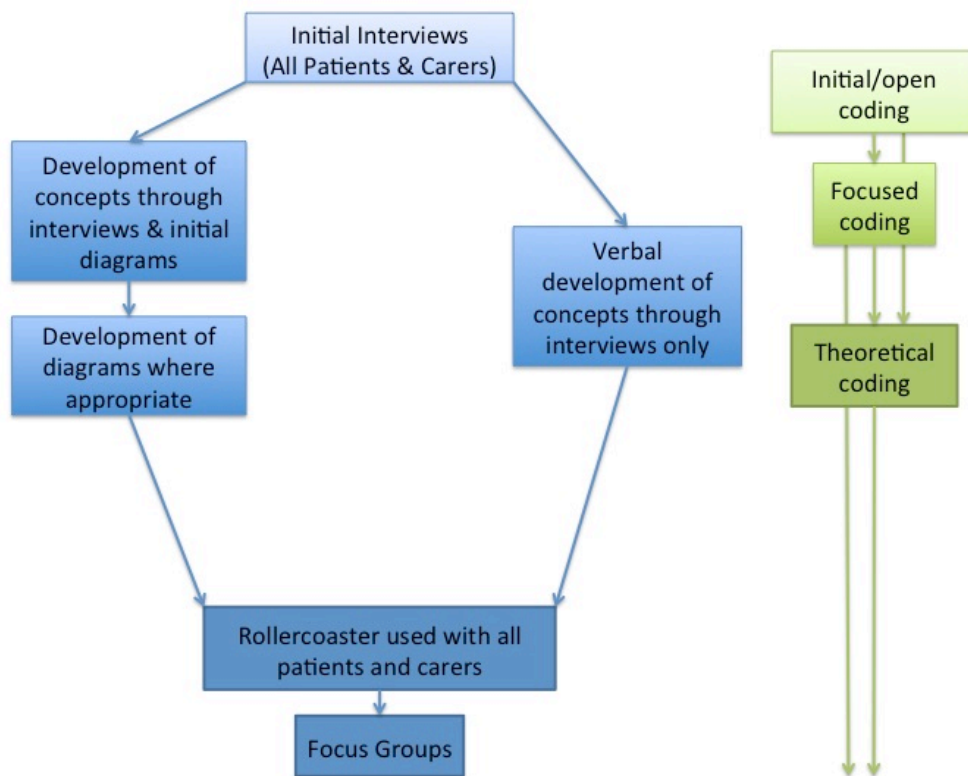 Initial Interviews
(All Patients & Carers)
Development of
concepts through
interviews & initial
diagrams
Development of
diagrams where
appropriate
Verbal
development of
concepts through
interviews only
Rollercoaster used with all
patients and carers
Focus Groups
Initial/open
coding
Focused
coding
Theoretical
coding